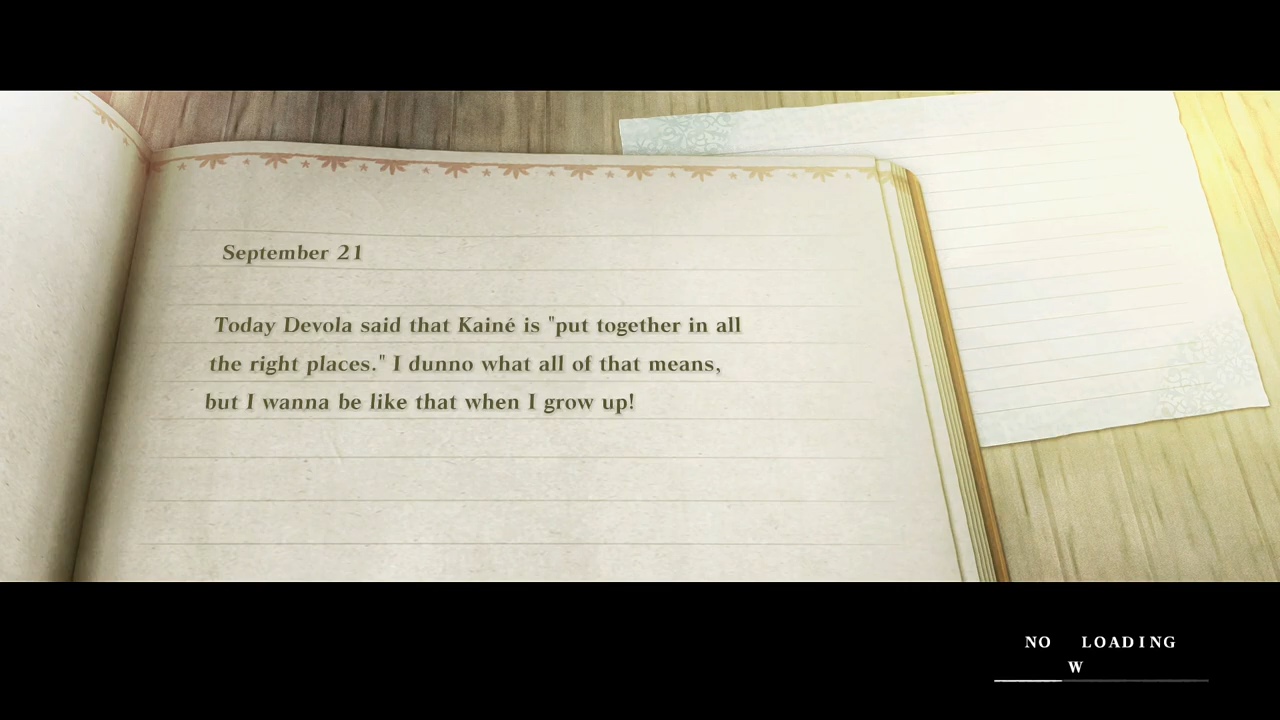 September 21
Today Devola said that Kainé is "put together in all
the right places." I dunno what all of that means,
but I wanna be like that when I grow up!
NO LOADING
W